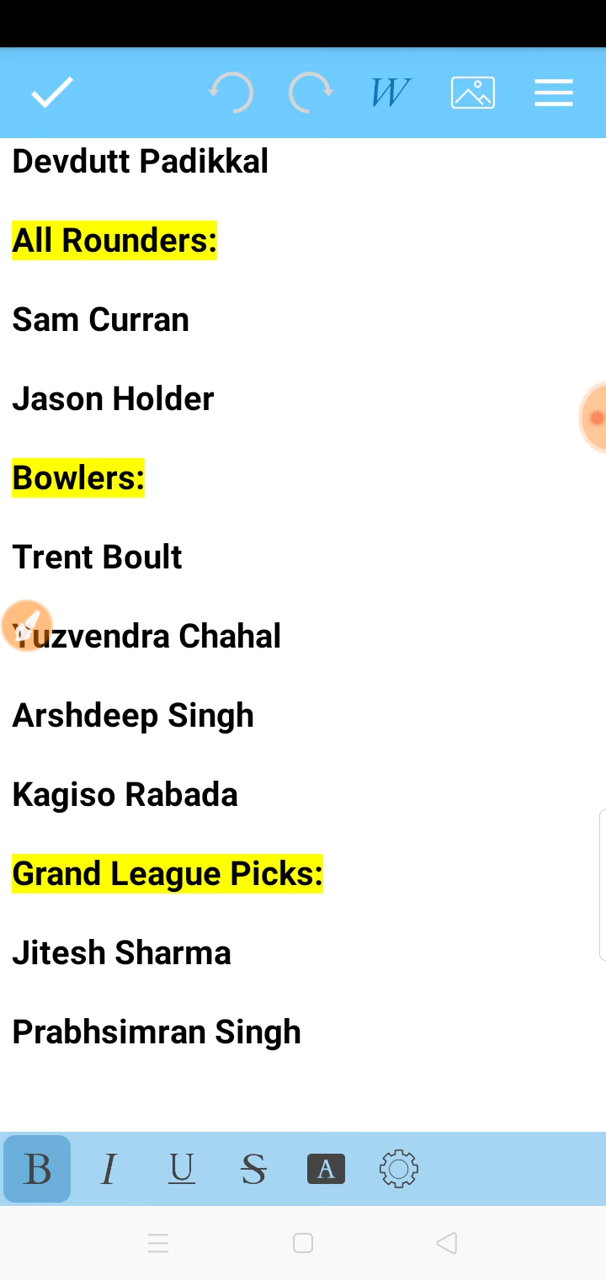 W
Devdutt Padikkal
All Rounders:
Sam Curran
Jason Holder
Bowlers:
Trent Boult
Yuzvendra Chahal
Arshdeep Singh
Kagiso Rabada
Grand League Picks:
Jitesh Sharma
Prabhsimran Singh
B I U S A